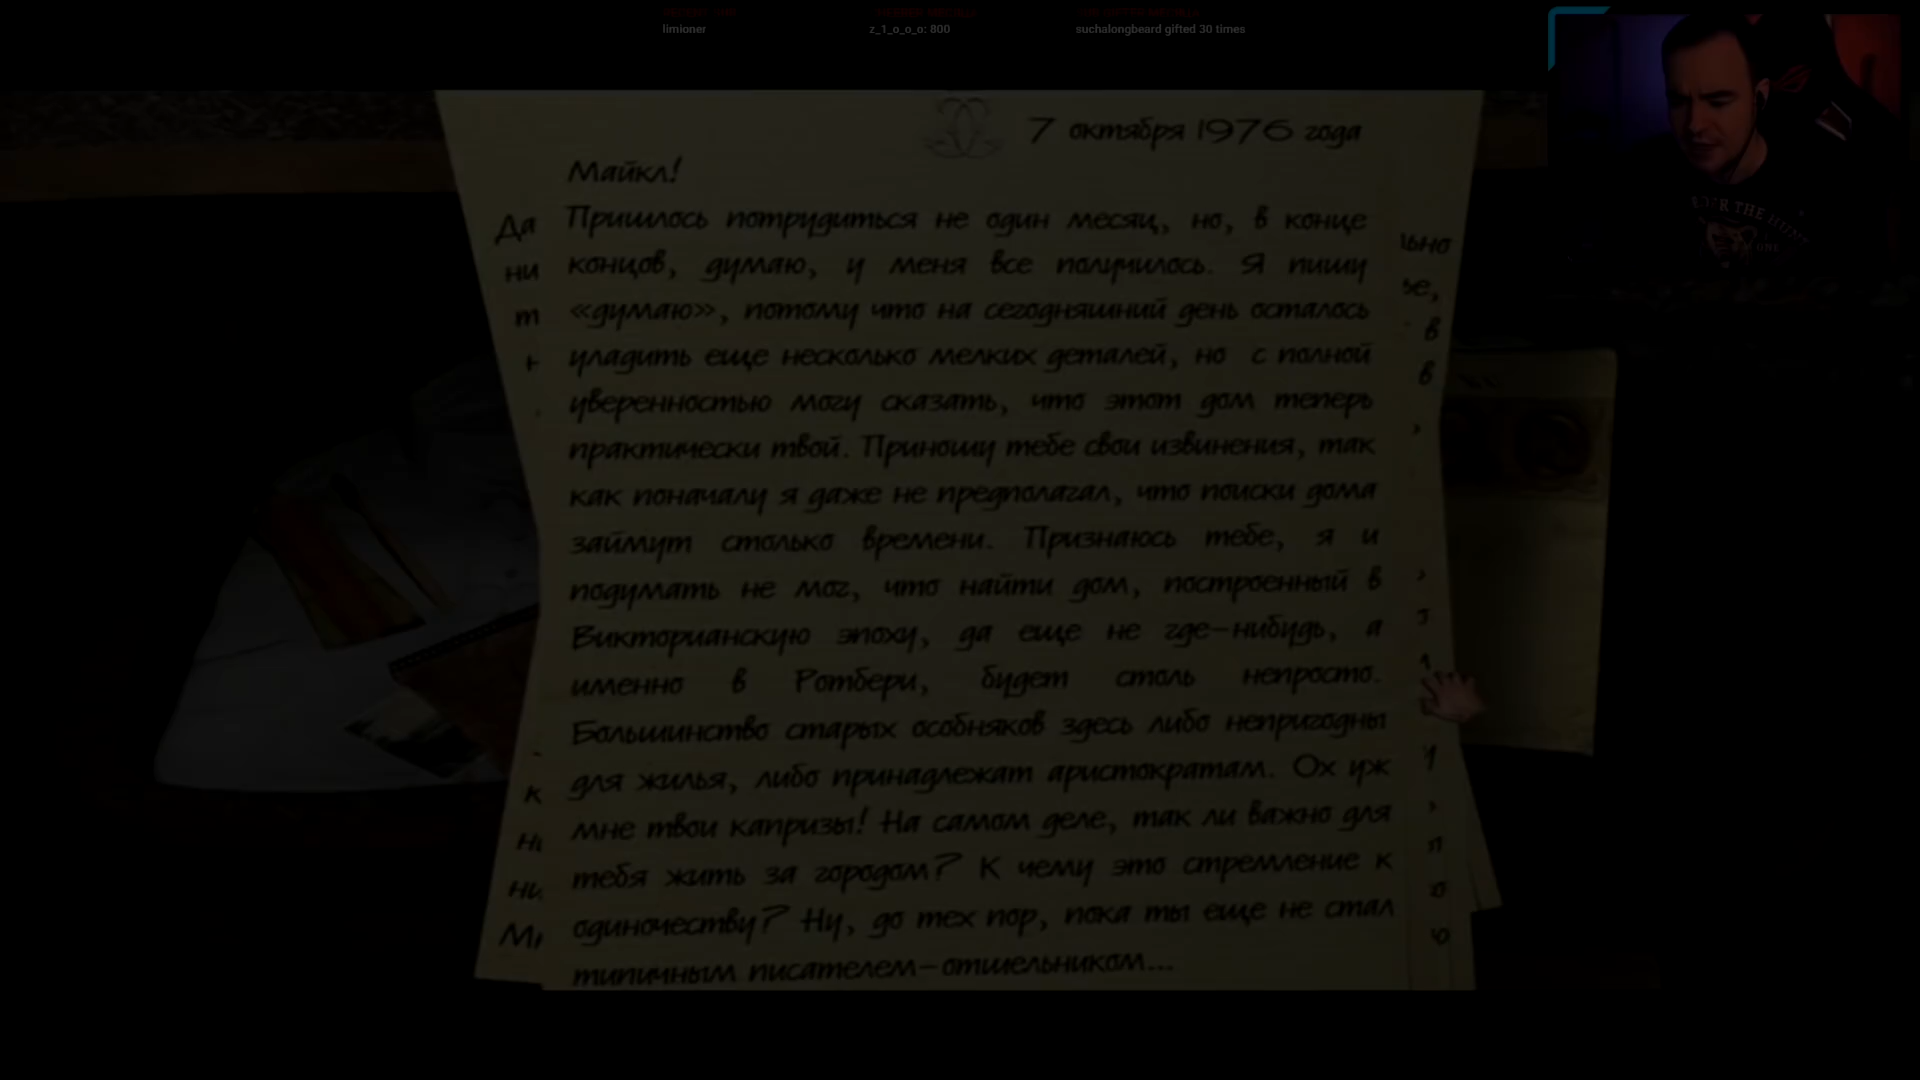 limioner
z_1_o_o_o: 800
suchalongbeard gifted 30 times
7 октября 1976 года
Майкл!
Пришлось потрудиться не один месяц, но, в конце
концов, думаю, у меня все получилось. Я пишу
«думаю», потому что на сегодняшний день осталось
уладить еще несколько мелких деталей, но с полной
уверенностью могу сказать, что этот дом теперь
практически твой. Приношу тебе свои извинения, так
как поначалу я даже не предполагал, что поиски дома
займут столько времени. Признаюсь тебе, я и
подумать не мог, что найти дом, построенный в
Викторианскую эпоху, да еще не где-нибудь, а
именно в Ротбери, будет столь непросто.
Большинство старых особняков здесь либо непригодны
для жилья, либо принадлежат аристократам. Ох уж
мне твои капризы! На самом деле, так ли важно для
тебя жить за городом? К чему это стремление к
одиночеству? Ну, до тех пор, пока ты еще не стал
типичным писателем-отшельником...